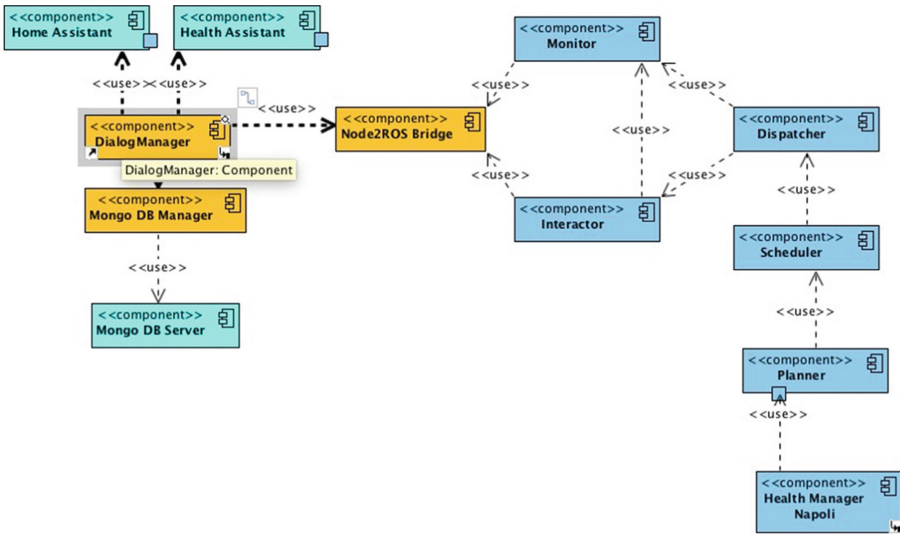 <<component>>
Home Assistant
<<component>>
Health Assistant
<<component>>
Monitor
<<use>>
<<use>>
<<use>>
<<use>>
<<use>>
<<component>>
DialogManager
<<component>>
Node2ROS Bridge
<<component>>
Dispatcher
<<use>>
DialogManager: Component
<<use>>
<<use>>
<<use>>
<<component>>
Mongo DB Manager
<<component>>
Interactor
<<component>>
Scheduler
<<use>>
<<component>>
Mongo DB Server
<<use>>
<<component>>
Planner
<<use>>
<<component>>
Health Manager
Napoli